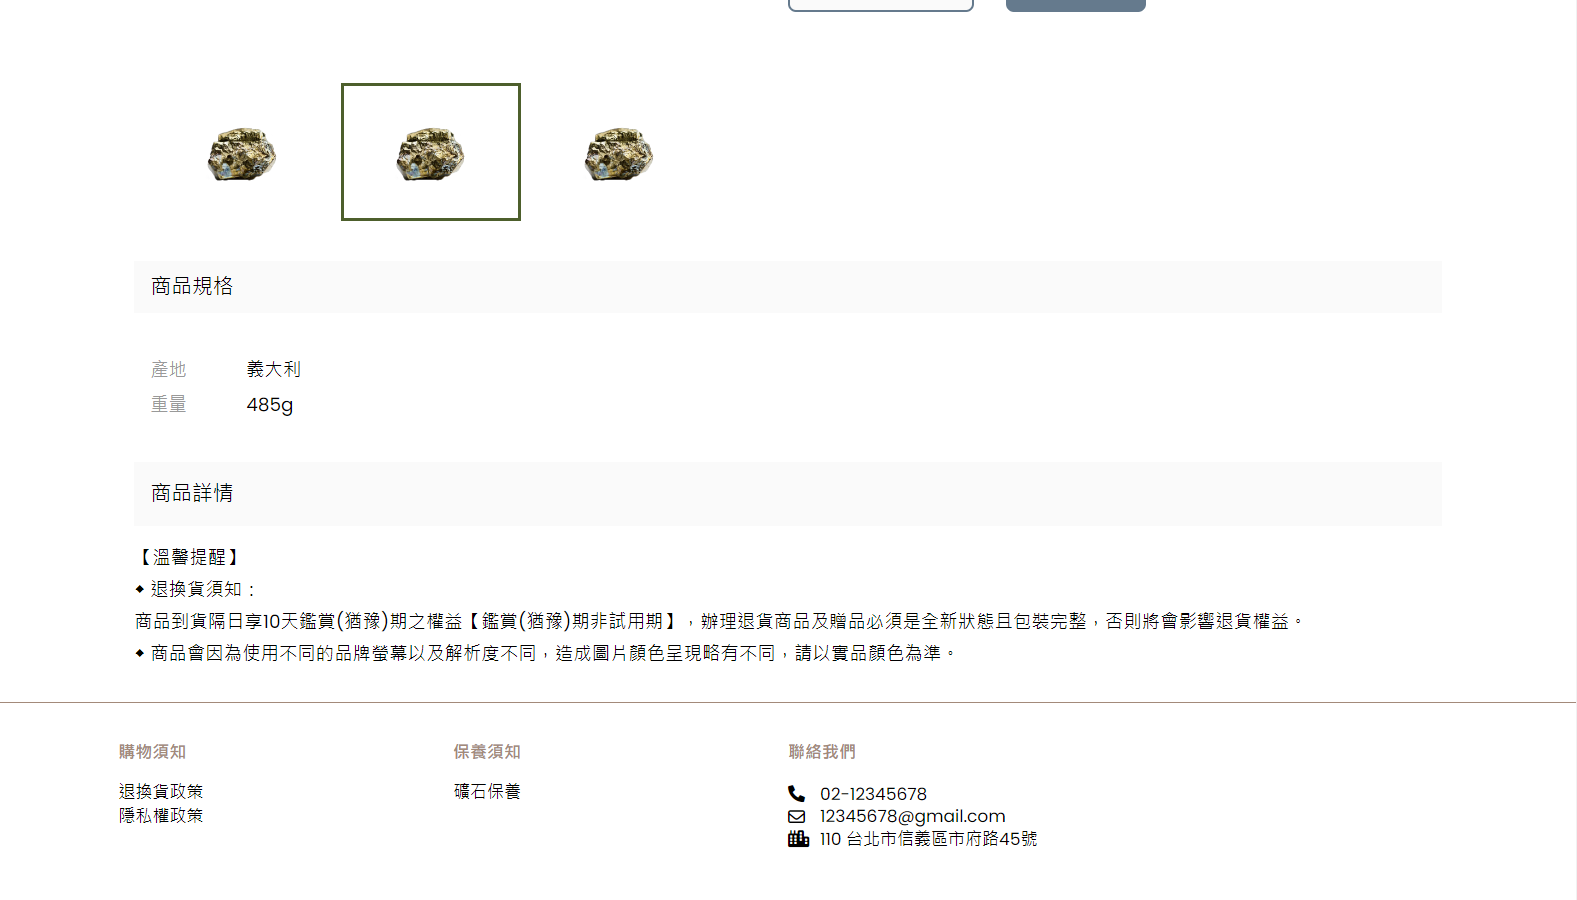 商品規格
產地 義大利
重量 485g
商品詳情
【溫馨提醒】
◆ 退換貨須知：
商品到貨隔日享10天鑑賞(猶豫)期之權益【鑑賞(猶豫)期非試用期】，辦理退貨商品及贈品必須是全新狀態且包裝完整，否則將會影響退貨權益。
◆ 商品會因為使用不同的品牌螢幕以及解析度不同，造成圖片顏色呈現略有不同，請以實品顏色為準。
購物須知
退換貨政策
隱私權政策
保養須知
礦石保養
聯絡我們
02-12345678
12345678@gmail.com
110 台北市信義區市府路45號